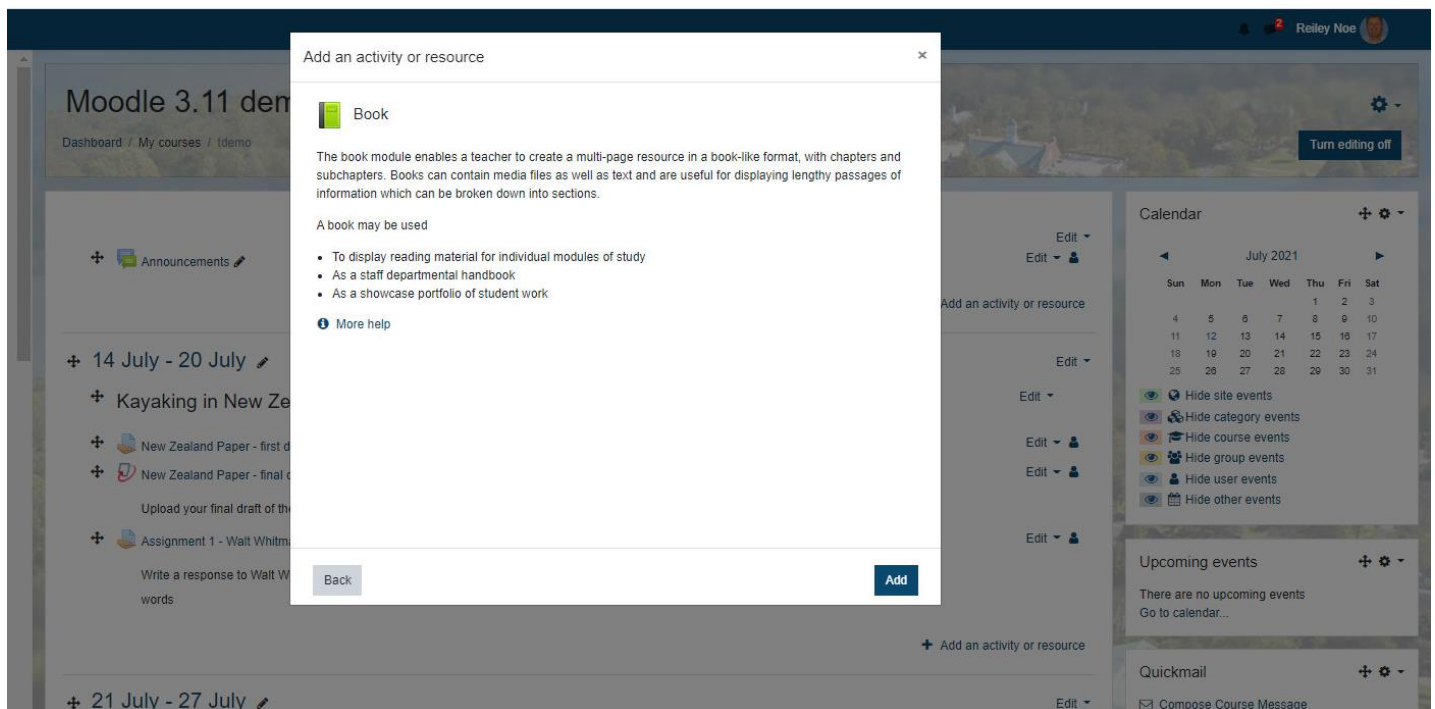 2
Reiley Noe
Moodle 3.11 dem
Dashboard / My courses / tdemo
Turn editing off
Add an activity or resource
×
Book
The book module enables a teacher to create a multi-page resource in a book-like format, with chapters and
subchapters. Books can contain media files as well as text and are useful for displaying lengthy passages of
information which can be broken down into sections.
A book may be used
• To display reading material for individual modules of study
• As a staff departmental handbook
• As a showcase portfolio of student work
More help
Back
Add
Edit
Announcements
Edit
Add an activity or resource
14 July - 20 July
Edit
Kayaking in New Ze
Edit
New Zealand Paper - first d
Edit
New Zealand Paper - final
Edit
Upload your final draft of the
Assignment 1 - Walt Whitm
Edit
Write a response to Walt W
words
Add an activity or resource
21 July - 27 July
Edit
Calendar
July 2021
Sun Mon Tue Wed Thu Fri Sat
1 2 3
4 5 6 7 8 9 10
11 12 13 14 15 16 17
18 19 20 21 22 23 24
25 26 27 28 29 30 31
Hide site events
Hide category events
Hide course events
Hide group events
Hide user events
Hide other events
Upcoming events
There are no upcoming events
Go to calendar...
Quickmail
Compose Course Message